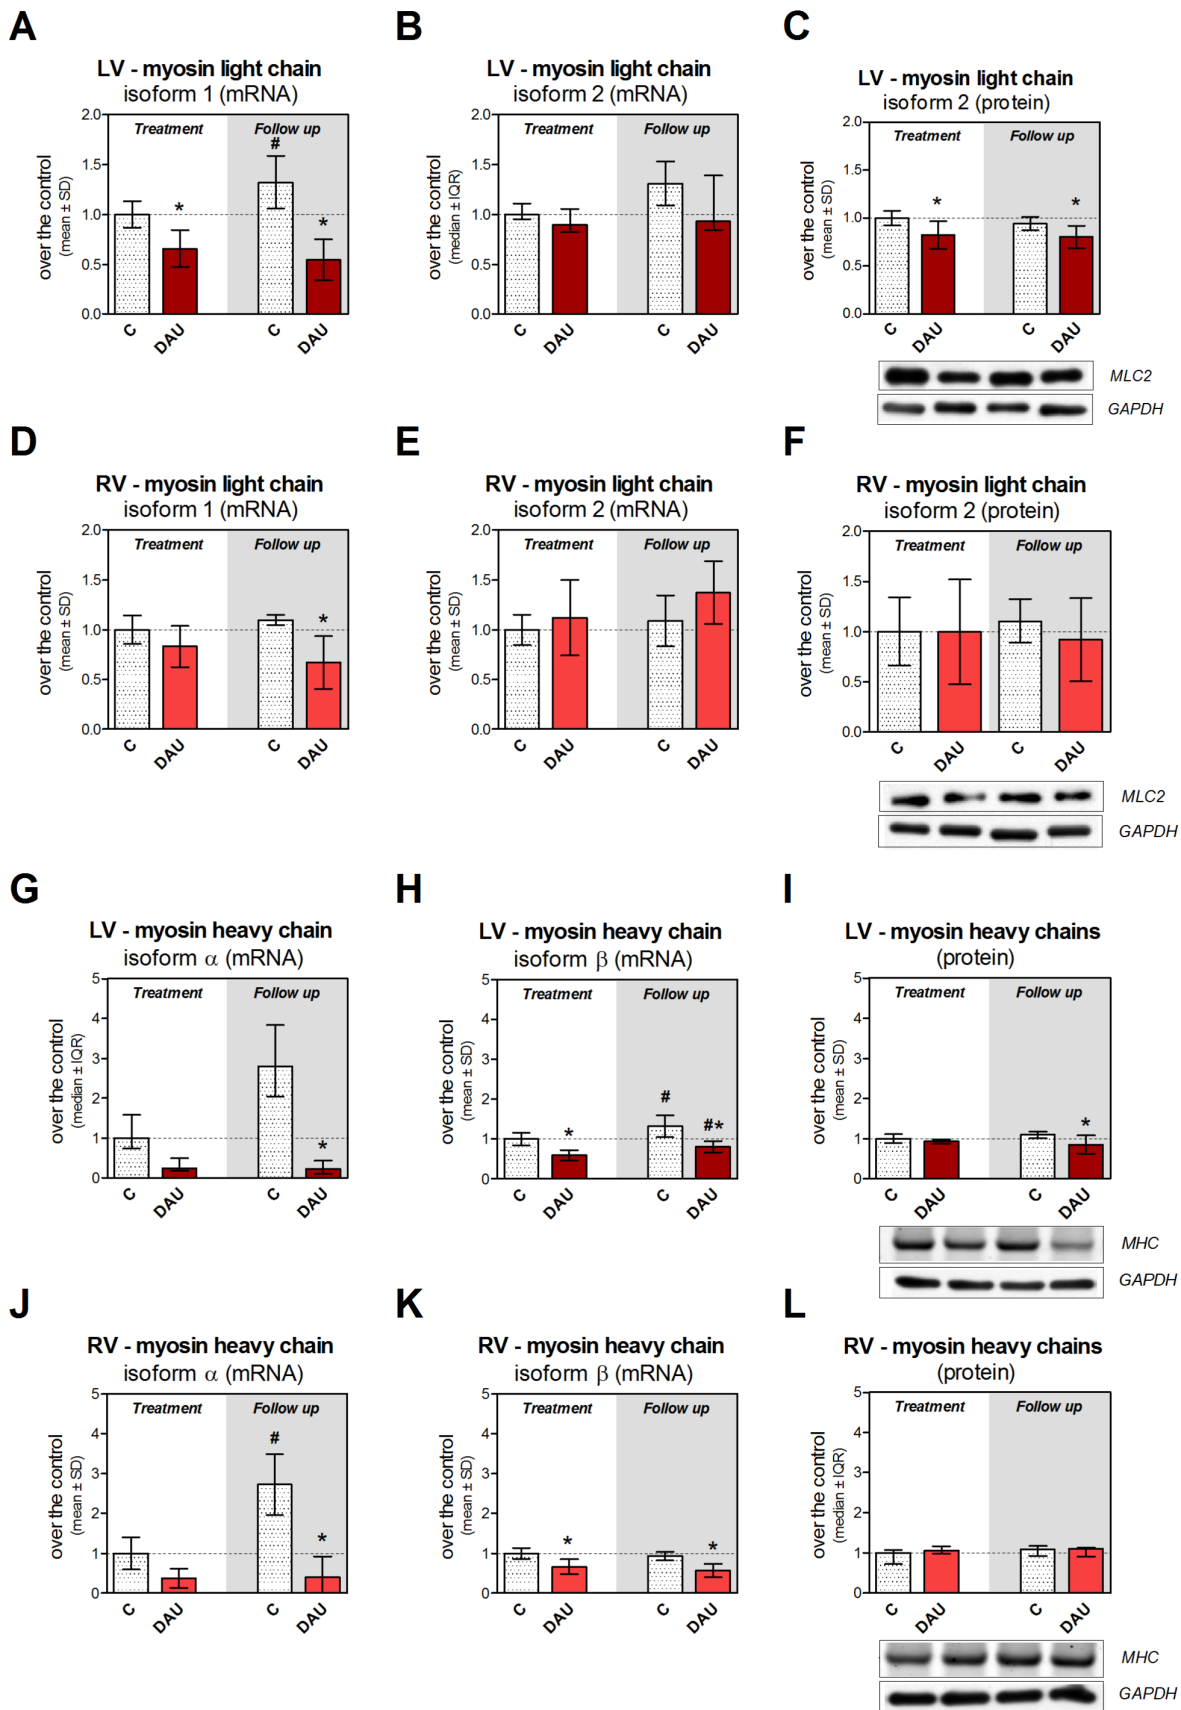 A
LV - myosin light chain
isoform 1 (mRNA)
over the control
(mean ± SD)
2.0
1.5
1.0
0.5
0.0
Treatment
Follow up
*
#
*
C
DAU
C
DAU
B
LV - myosin light chain
isoform 2 (mRNA)
over the control
(median ± IQR)
2.0
1.5
1.0
0.5
0.0
Treatment
Follow up
C
DAU
C
DAU
C
LV - myosin light chain
isoform 2 (protein)
over the control
(mean ± SD)
2.0
1.5
1.0
0.5
0.0
Treatment
Follow up
*
*
C
DAU
C
DAU
MLC2
GAPDH
D
RV - myosin light chain
isoform 1 (mRNA)
over the control
(mean ± SD)
2.0
1.5
1.0
0.5
0.0
Treatment
Follow up
*
C
DAU
C
DAU
E
RV - myosin light chain
isoform 2 (mRNA)
over the control
(mean ± SD)
2.0
1.5
1.0
0.5
0.0
Treatment
Follow up
C
DAU
C
DAU
F
RV - myosin light chain
isoform 2 (protein)
over the control
(mean ± SD)
2.0
1.5
1.0
0.5
0.0
Treatment
Follow up
C
DAU
C
DAU
MLC2
GAPDH
G
LV - myosin heavy chain
isoform α (mRNA)
over the control
(median ± IQR)
5
4
3
2
1
0
Treatment
Follow up
*
C
DAU
C
DAU
H
LV - myosin heavy chain
isoform β (mRNA)
over the control
(mean ± SD)
5
4
3
2
1
0
Treatment
Follow up
*
#
#*
C
DAU
C
DAU
I
LV - myosin heavy chains
(protein)
over the control
(mean ± SD)
5
4
3
2
1
0
Treatment
Follow up
*
C
DAU
C
DAU
MHC
GAPDH
J
RV - myosin heavy chain
isoform α (mRNA)
over the control
(mean ± SD)
5
4
3
2
1
0
Treatment
Follow up
#
*
C
DAU
C
DAU
K
RV - myosin heavy chain
isoform β (mRNA)
over the control
(mean ± SD)
5
4
3
2
1
0
Treatment
Follow up
*
*
C
DAU
C
DAU
L
RV - myosin heavy chains
(protein)
over the control
(median ± IQR)
5
4
3
2
1
0
Treatment
Follow up
C
DAU
C
DAU
MHC
GAPDH